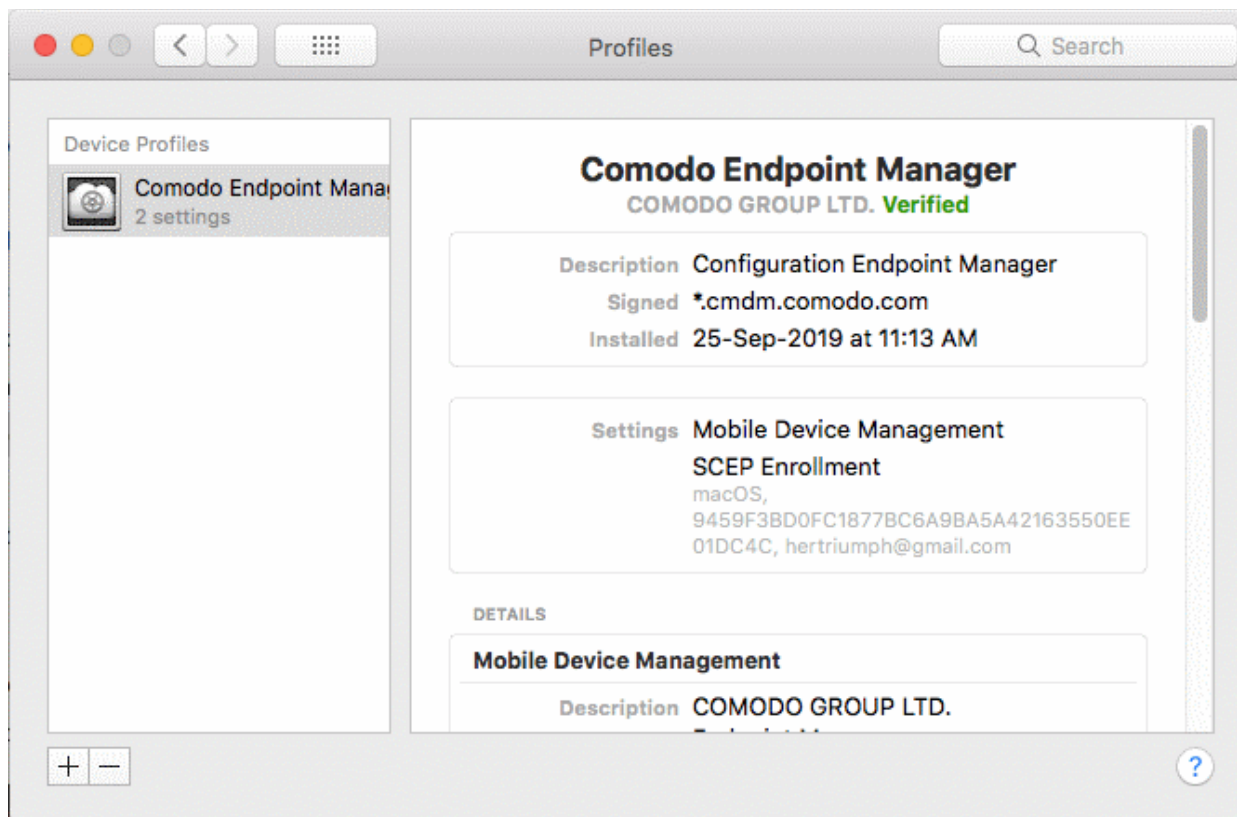 Profiles
Search
Device Profiles
Comodo Endpoint Mana
2 settings
Comodo Endpoint Manager
COMODO GROUP LTD. Verified
Description Configuration Endpoint Manager
Signed *.cmdm.comodo.com
Installed 25-Sep-2019 at 11:13 AM
Settings Mobile Device Management
SCEP Enrollment
macOS,
9459F3BD0FC1877BC6A9BA5A42163550EE
01DC4C, hertriumph@gmail.com
DETAILS
Mobile Device Management
Description COMODO GROUP LTD.
?